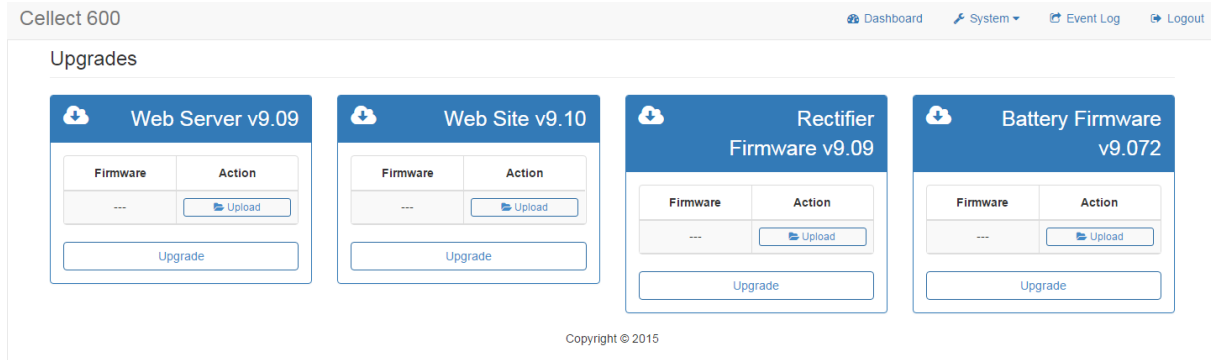 Cellect 600
Dashboard
System
Event Log
Logout
Upgrades
Web Server v9.09
Firmware Action
--- Upload
Upgrade
Web Site v9.10
Firmware Action
--- Upload
Upgrade
Rectifier
Firmware v9.09
Firmware Action
--- Upload
Upgrade
Battery Firmware
v9.072
Firmware Action
--- Upload
Upgrade
Copyright © 2015